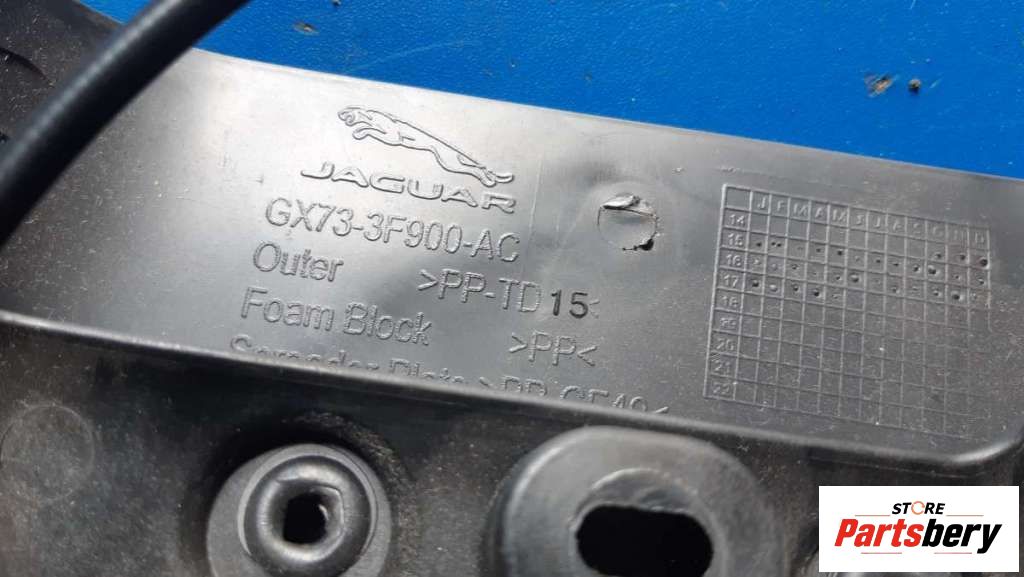 JAGUAR
GX73-3F900-AC
Outer >PP-TD15<
Foam Block >PP<
J F M A M J J A S O N D
14
15
16
17
18
19
20
21
22
STORE
Partsbery